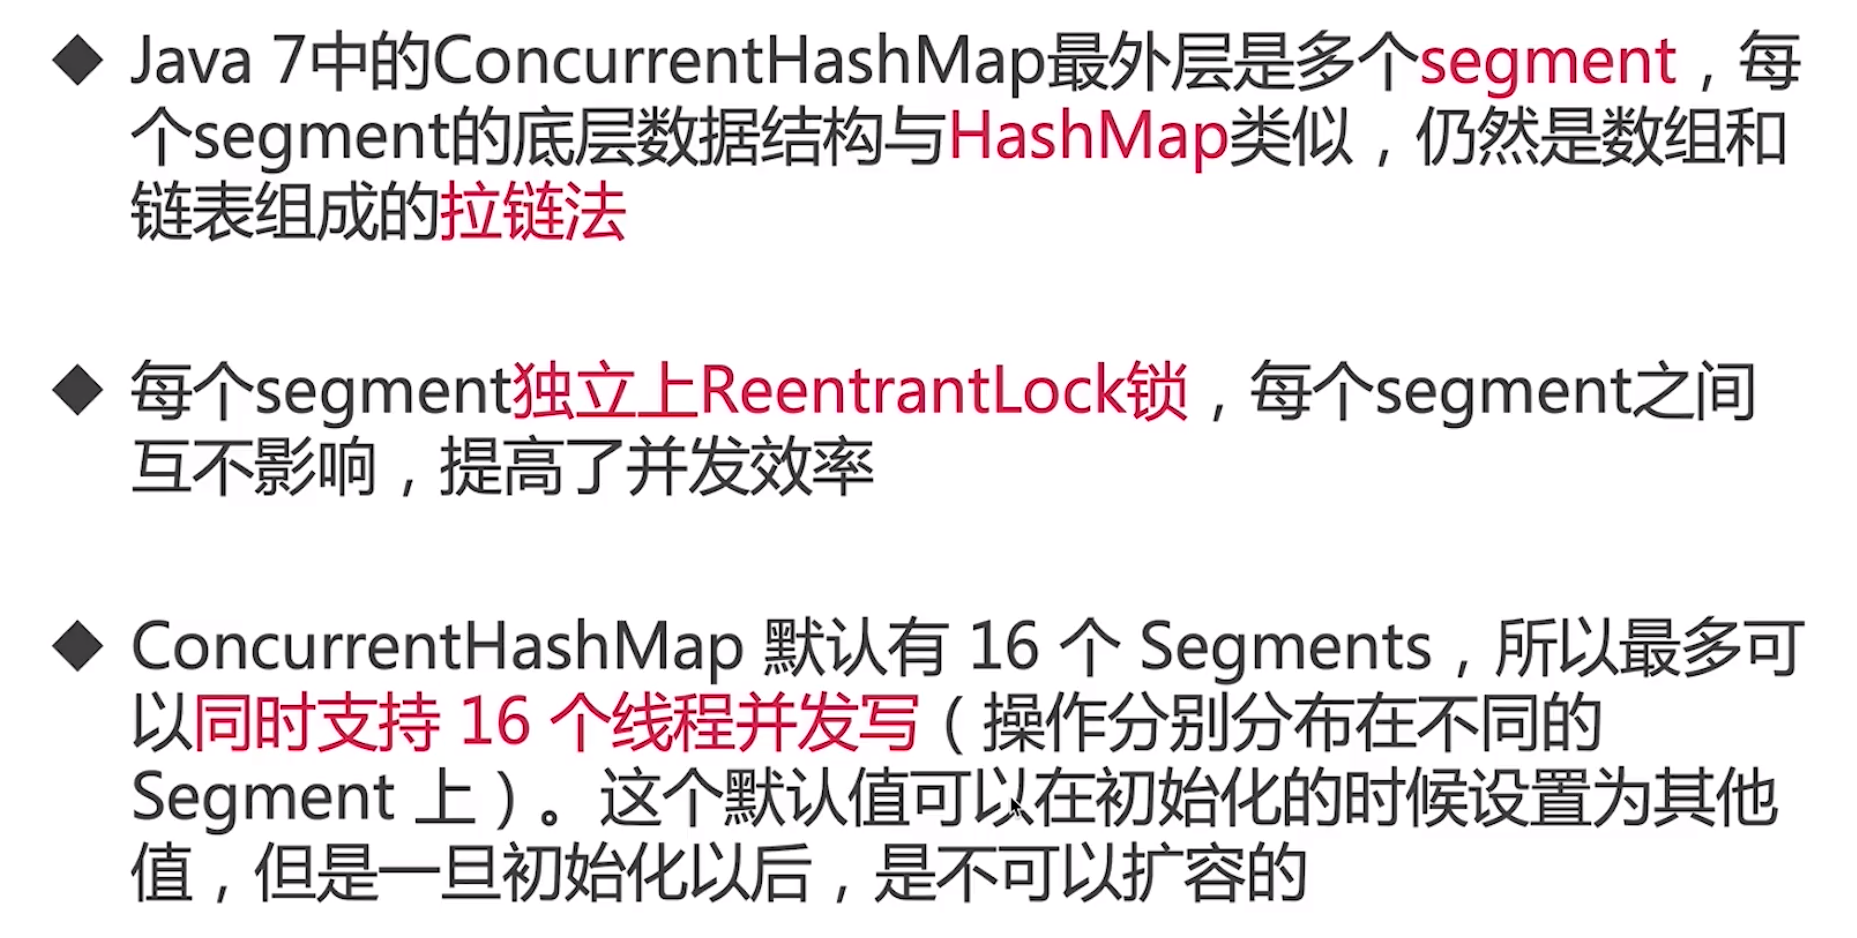 ◆ Java 7中的ConcurrentHashMap最外层是多个segment，每
个segment的底层数据结构与HashMap类似，仍然是数组和
链表组成的拉链法
◆ 每个segment独立上ReentrantLock锁，每个segment之间
互不影响，提高了并发效率
◆ ConcurrentHashMap 默认有 16 个 Segments，所以最多可
以同时支持 16 个线程并发写（操作分别分布在不同的
Segment 上）。这个默认值可以在初始化的时候设置为其他
值，但是一旦初始化以后，是不可以扩容的